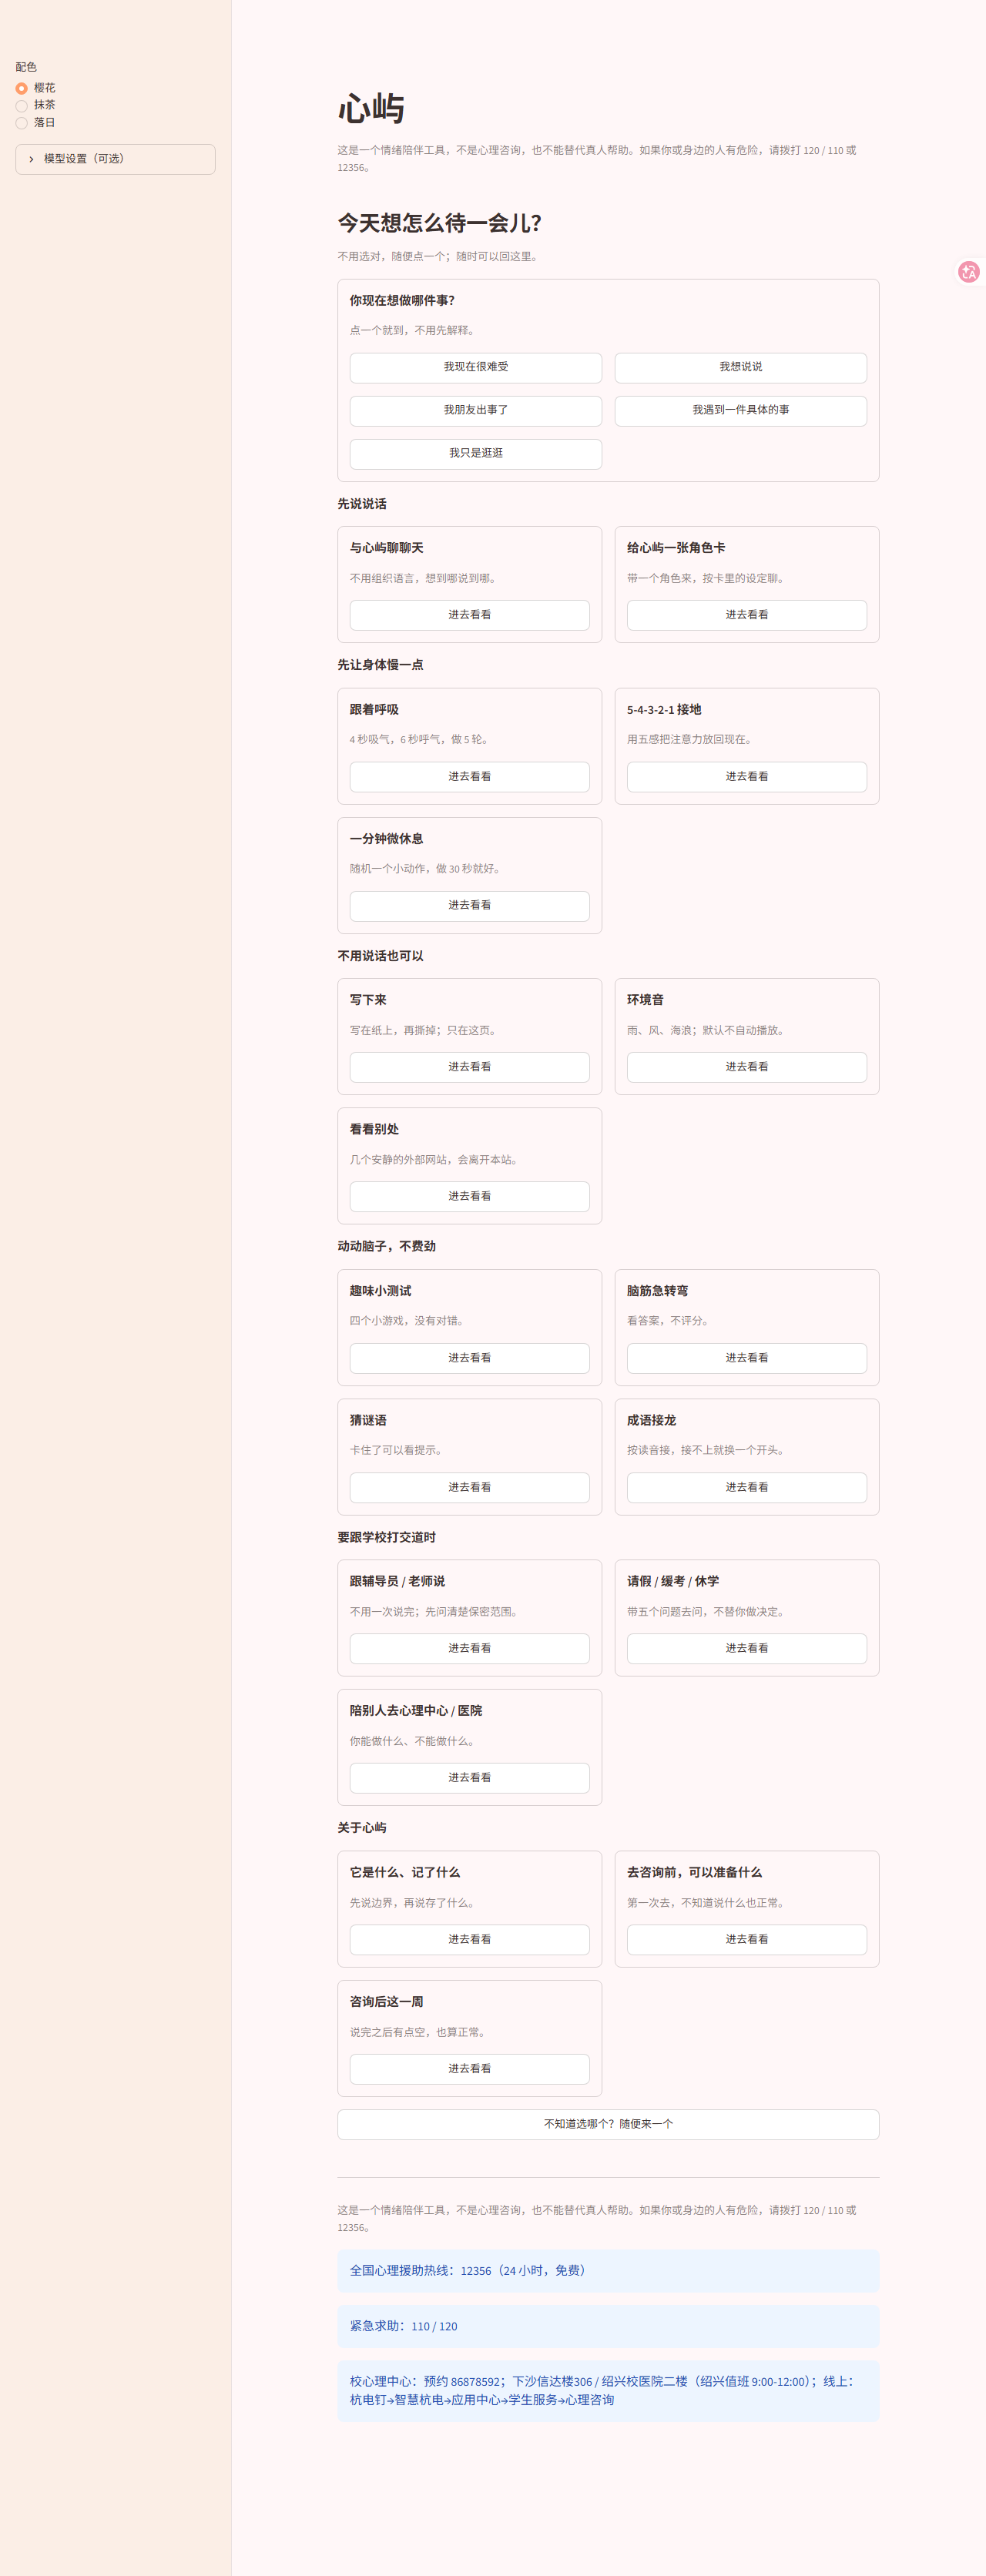 配色
樱花
抹茶
落日
模型设置（可选）
心屿
这是一个情绪陪伴工具，不是心理咨询，也不能替代真人帮助。如果你或身边的人有危险，请拨打 120 / 110 或
12356。
今天想怎么待一会儿？
不用选对，随便点一个；随时可以回这里。
你现在想做哪件事？
点一个就到，不用先解释。
我现在很难受
我想说说
我朋友出事了
我遇到一件具体的事
我只是逛逛
先说说话
与心屿聊聊天
给心屿一张角色卡
不用组织语言，想到哪说到哪。
带一个角色来，按卡里的设定聊。
进去看看
进去看看
先让身体慢一点
跟着呼吸
5-4-3-2-1 接地
4 秒吸气，6 秒呼气，做 5 轮。
用五感把注意力放回现在。
进去看看
进去看看
一分钟微休息
随机一个小动作，做 30 秒就好。
进去看看
不用说话也可以
写下来
环境音
写在纸上，再撕掉；只在这页。
雨、风、海浪；默认不自动播放。
进去看看
进去看看
看看别处
几个安静的外部网站，会离开本站。
进去看看
动动脑子，不费劲
趣味小测试
脑筋急转弯
四个小游戏，没有对错。
看答案，不评分。
进去看看
进去看看
猜谜语
成语接龙
卡住了可以看提示。
按读音接，接不上就换一个开头。
进去看看
进去看看
要跟学校打交道时
跟辅导员 / 老师说
请假 / 缓考 / 休学
不用一次说完；先问清楚保密范围。
带五个问题去问，不替你做决定。
进去看看
进去看看
陪别人去心理中心 / 医院
你能做什么、不能做什么。
进去看看
关于心屿
它是什么、记了什么
去咨询前，可以准备什么
先说边界，再说存了什么。
第一次去，不知道说什么也正常。
进去看看
进去看看
咨询后这一周
说完之后有点空，也算正常。
进去看看
不知道选哪个？随便来一个
这是一个情绪陪伴工具，不是心理咨询，也不能替代真人帮助。如果你或身边的人有危险，请拨打 120 / 110 或
12356。
全国心理援助热线：12356（24 小时，免费）
紧急求助：110 / 120
校心理中心：预约 86878592；下沙信达楼306 / 绍兴校医院二楼（绍兴值班 9:00-12:00）；线上：
杭电钉→智慧杭电→应用中心→学生服务→心理咨询